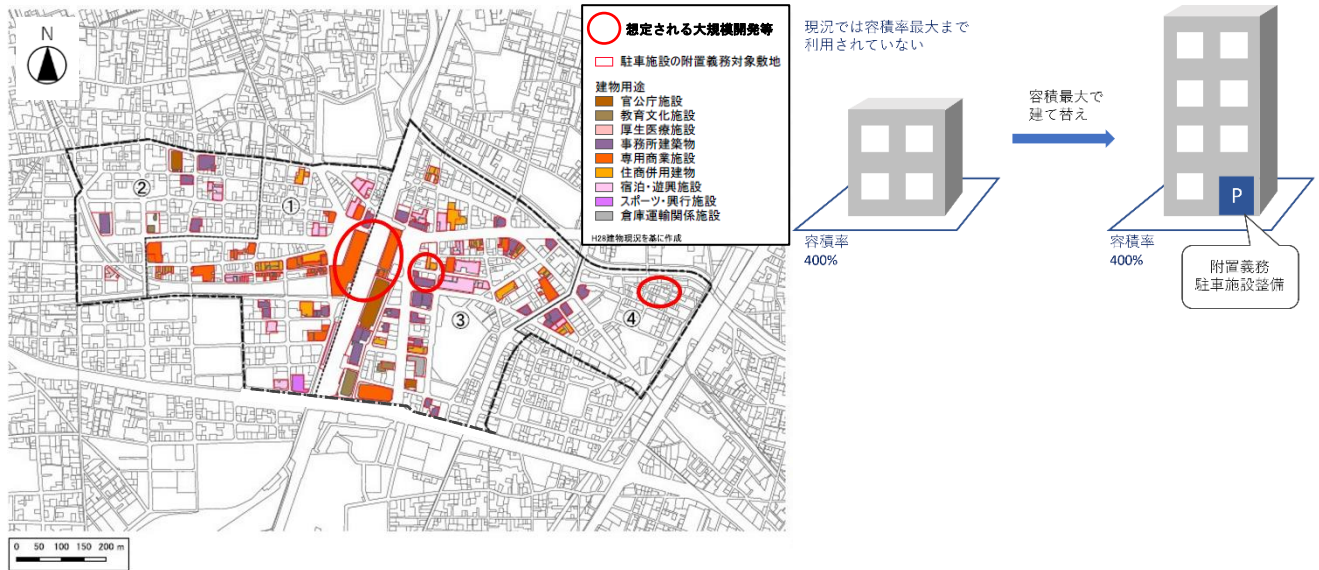 N
②
①
③
④
0 50 100 150 200 m
想定される大規模開発等
駐車施設の附置義務対象敷地
建物用途
官公庁施設
教育文化施設
厚生医療施設
事務所建築物
専用商業施設
住商併用建物
宿泊・遊興施設
スポーツ・興行施設
倉庫運輸関係施設
H28建物現況を基に作成
現況では容積率最大まで
利用されていない
容積率
400%
容積最大で
建て替え
P
容積率
400%
附置義務
駐車施設整備